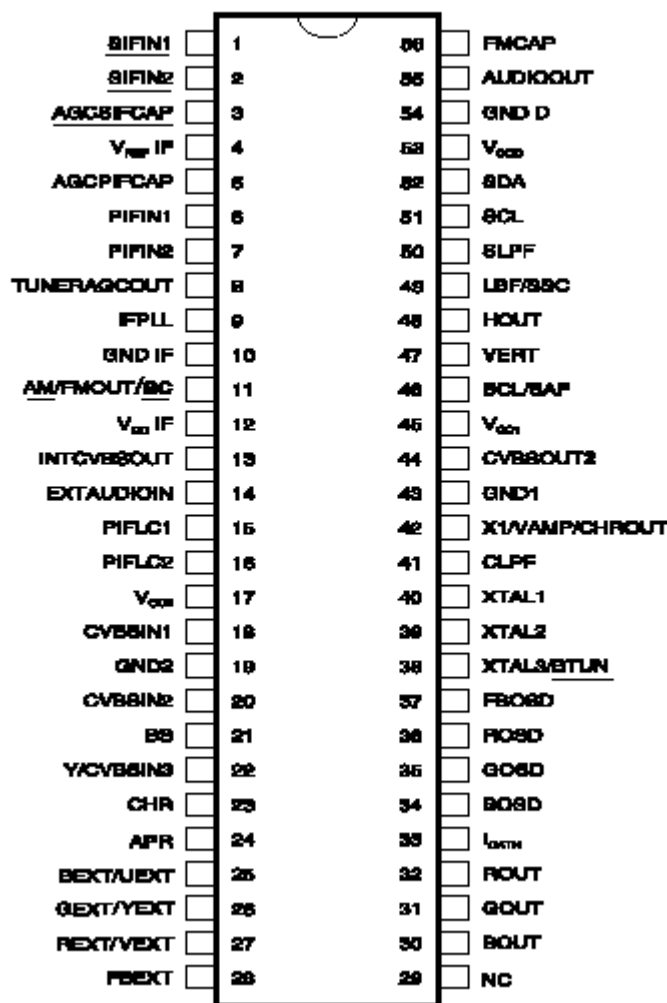 SIFIN1 1 56 FMCAP
SIFIN2 2 55 AUDIOOUT
AGCSIFCAP 3 54 GND D
VREF IF 4 53 VCCD
AGCPIFCAP 5 52 SDA
PIFIN1 6 51 SCL
PIFIN2 7 50 SLPF
TUNERAGCOUT 8 49 LBF/SSC
IFPLL 9 48 HOUT
GND IF 10 47 VERT
AM/FMOUT/SC 11 46 BCL/SAF
VCC IF 12 45 VCC1
INTCVBSOUT 13 44 CVBSOUT2
EXTAUDIOIN 14 43 GND1
PIFLC1 15 42 X1/VAMP/CHROUT
PIFLC2 16 41 CLPF
VCC2 17 40 XTAL1
CVBSIN1 18 39 XTAL2
GND2 19 38 XTAL3/BTUN
CVBSIN2 20 37 FBOSD
BS 21 36 ROSD
Y/CVBSIN3 22 35 GOSD
CHR 23 34 BOSD
APR 24 33 ICATH
BEXT/UEXT 25 32 ROUT
GEXT/YEXT 26 31 GOUT
REXT/VEXT 27 30 BOUT
FBEXT 28 29 NC